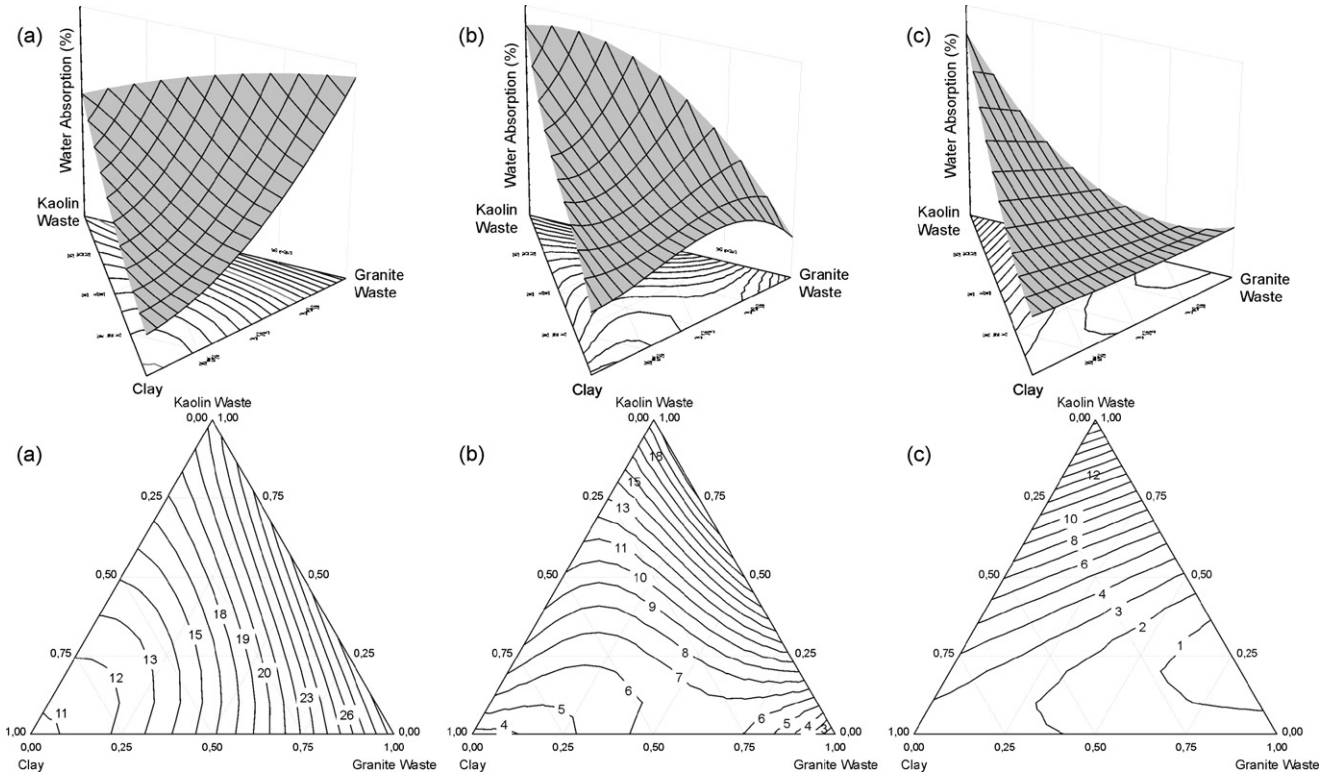 (a)
Water Absorption (%)
Kaolin
Waste
Granite
Waste
Clay
(b)
Water Absorption (%)
Kaolin
Waste
Granite
Waste
Clay
(c)
Water Absorption (%)
Kaolin
Waste
Granite
Waste
Clay
(a)
Kaolin Waste
0,00 1,00
0,25 0,75
0,50 0,50
0,75 0,25
1,00 0,00
0,00 0,25 0,50 0,75 1,00
Clay Granite Waste
11
12
13
15
18
19
20
23
26
(b)
Kaolin Waste
0,00 1,00
0,25 0,75
0,50 0,50
0,75 0,25
1,00 0,00
0,00 0,25 0,50 0,75 1,00
Clay Granite Waste
18
15
13
11
10
9
8
7
6
5
4
6
5
4
3
(c)
Kaolin Waste
0,00 1,00
0,25 0,75
0,50 0,50
0,75 0,25
1,00 0,00
0,00 0,25 0,50 0,75 1,00
Clay Granite Waste
12
10
8
6
4
3
2
1